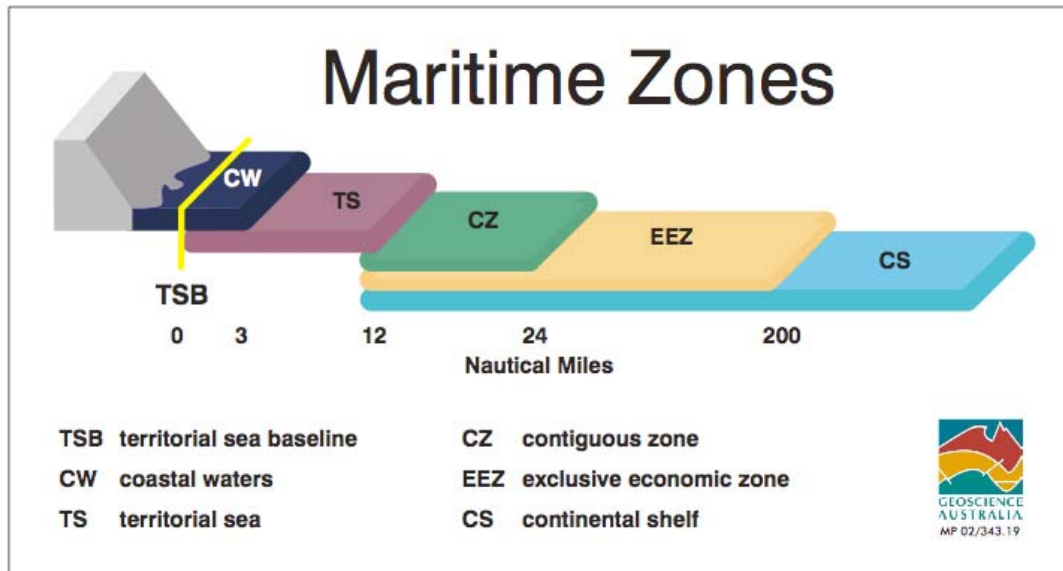 Maritime Zones
CW
TS
CZ
EEZ
CS
TSB
0 3 12 24 200
Nautical Miles
TSB territorial sea baseline
CW coastal waters
TS territorial sea
CZ contiguous zone
EEZ exclusive economic zone
CS continental shelf
GEOSCIENCE
AUSTRALIA
MP 02/343.19